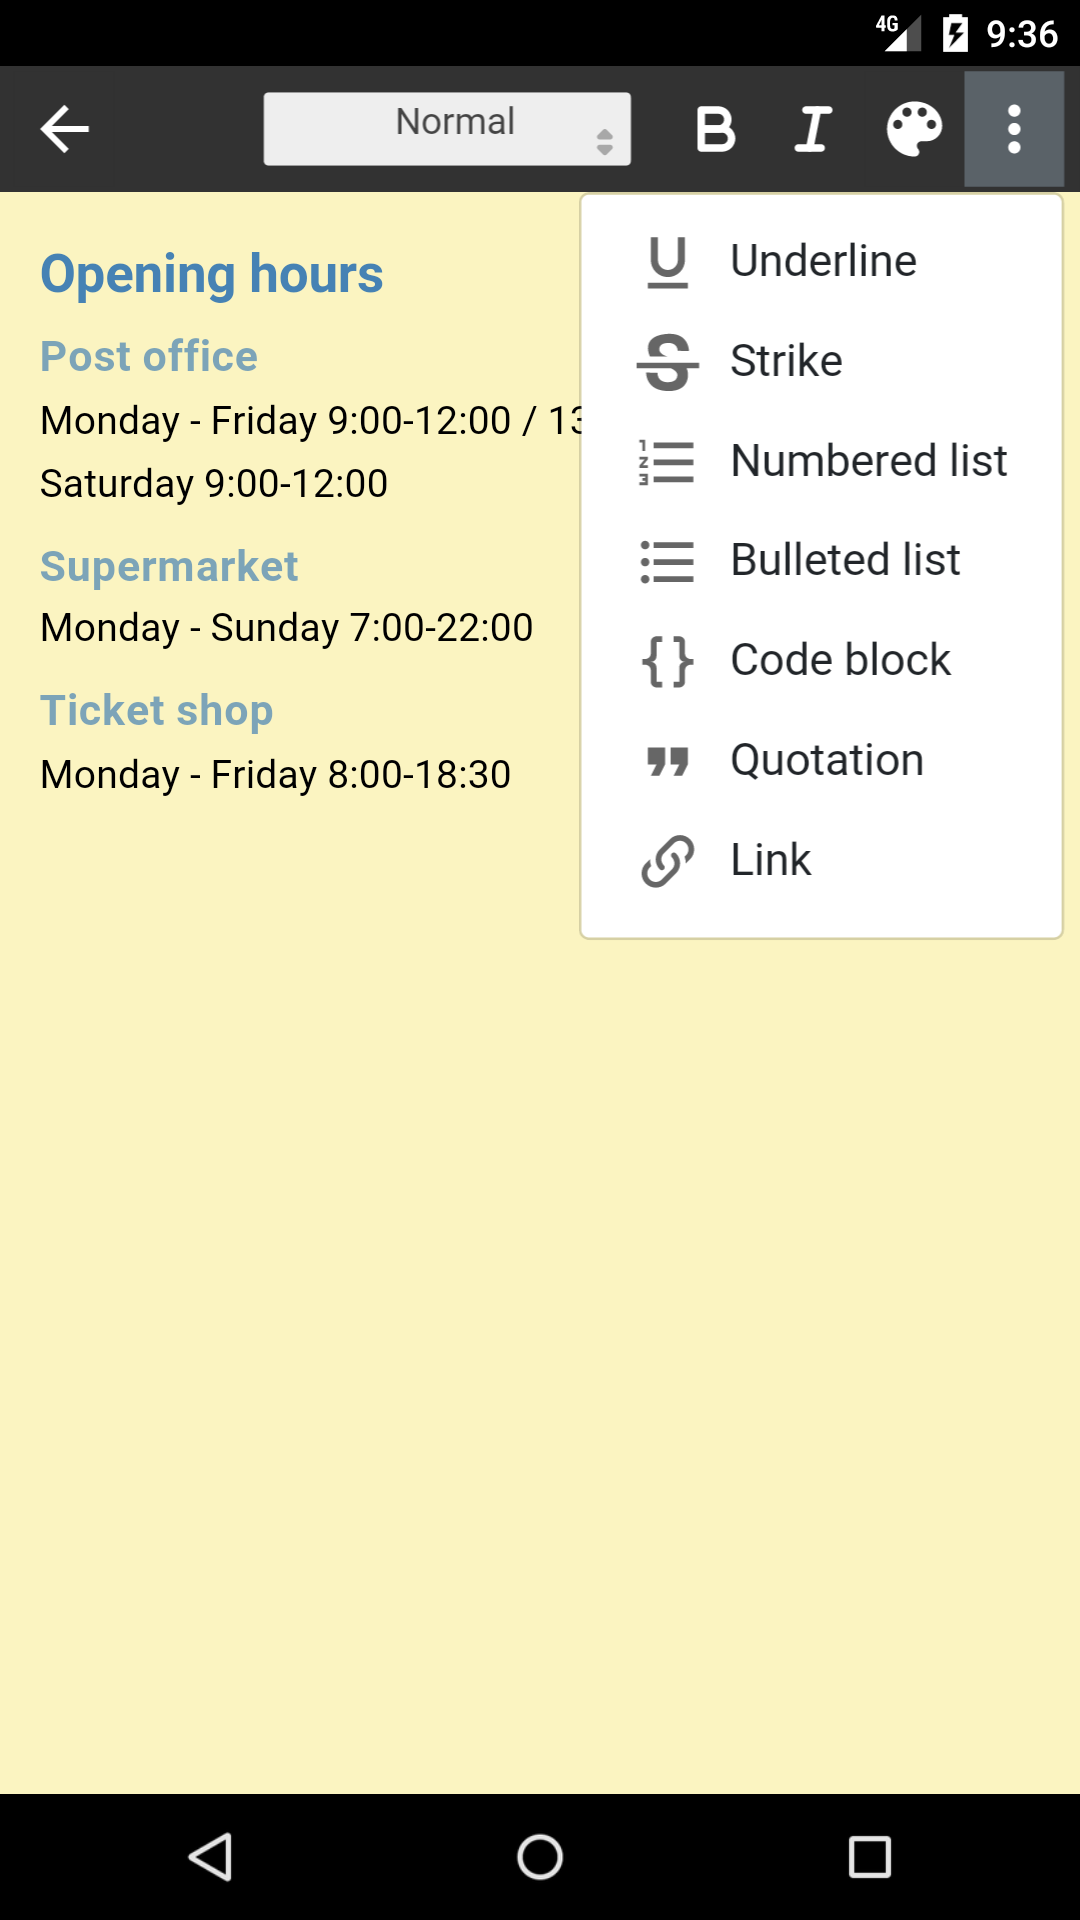 4G 9:36
Normal B I
Opening hours
Post office
Monday - Friday 9:00-12:00 / 13
Saturday 9:00-12:00
Supermarket
Monday - Sunday 7:00-22:00
Ticket shop
Monday - Friday 8:00-18:30
Underline
Strike
Numbered list
Bulleted list
Code block
Quotation
Link